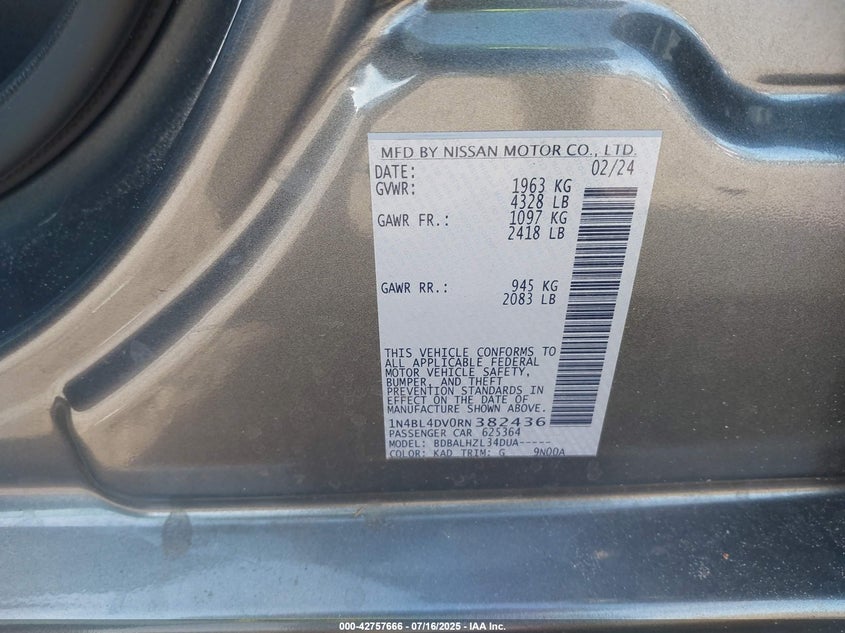 MFD BY NISSAN MOTOR CO., LTD.
DATE: 02/24
GVWR: 1963 KG
4328 LB
GAWR FR.: 1097 KG
2418 LB
GAWR RR.: 945 KG
2083 LB
THIS VEHICLE CONFORMS TO
ALL APPLICABLE FEDERAL
MOTOR VEHICLE SAFETY,
BUMPER, AND THEFT
PREVENTION STANDARDS IN
EFFECT ON THE DATE OF
MANUFACTURE SHOWN ABOVE.
1N4BL4DV0RN382436
PASSENGER CAR 625364
MODEL: BDBALHZL34DUA-----
COLOR: KAD TRIM: G 9N00A
000-42757666 - 07/16/2025 - IAA Inc.